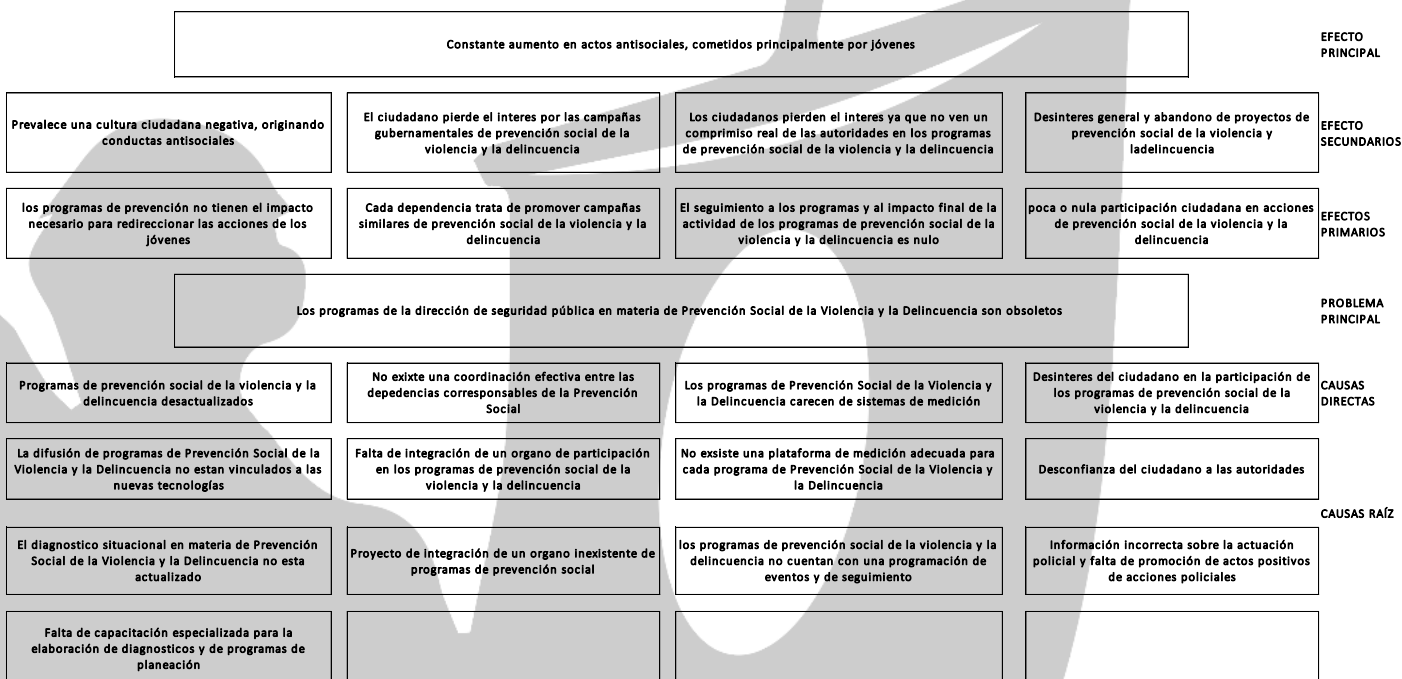 Constante aumento en actos antisociales, cometidos principalmente por jóvenes
EFECTO
PRINCIPAL
Prevalece una cultura ciudadana negativa, originando
conductas antisociales
El ciudadano pierde el interes por las campañas
gubernamentales de prevención social de la
violencia y la delincuencia
Los ciudadanos pierden el interes ya que no ven un
comprimiso real de las autoridades en los programas
de prevención social de la violencia y la delincuencia
Desinteres general y abandono de proyectos de
prevención social de la violencia y
ladelincuencia
EFECTO
SECUNDARIOS
los programas de prevención no tienen el impacto
necesario para redireccionar las acciones de los
jóvenes
Cada dependencia trata de promover campañas
similares de prevención social de la violencia y la
delincuencia
El seguimiento a los programas y al impacto final de la
actividad de los programas de prevención social de la
violencia y la delincuencia es nulo
poca o nula participación ciudadana en acciones
de prevención social de la violencia y la
delincuencia
EFECTOS
PRIMARIOS
Los programas de la dirección de seguridad pública en materia de Prevención Social de la Violencia y la Delincuencia son obsoletos
PROBLEMA
PRINCIPAL
Programas de prevención social de la violencia y la
delincuencia desactualizados
No exixte una coordinación efectiva entre las
depedencias corresponsables de la Prevención
Social
Los programas de Prevención Social de la Violencia y
la Delincuencia carecen de sistemas de medición
Desinteres del ciudadano en la participación de
los programas de prevención social de la
violencia y la delincuencia
CAUSAS
DIRECTAS
La difusión de programas de Prevención Social de la
Violencia y la Delincuencia no estan vinculados a las
nuevas tecnologías
Falta de integración de un organo de participación
en los programas de prevención social de la
violencia y la delincuencia
No exsiste una plataforma de medición adecuada para
cada programa de Prevención Social de la Violencia y
la Delincuencia
Desconfianza del ciudadano a las autoridades
CAUSAS RAÍZ
El diagnostico situacional en materia de Prevención
Social de la Violencia y la Delincuencia no esta
actualizado
Proyecto de integración de un organo inexistente de
programas de prevención social
los programas de prevención social de la violencia y la
delincuencia no cuentan con una programación de
eventos y de seguimiento
Información incorrecta sobre la actuación
policial y falta de promoción de actos positivos
de acciones policiales
Falta de capacitación especializada para la
elaboración de diagnosticos y de programas de
planeación